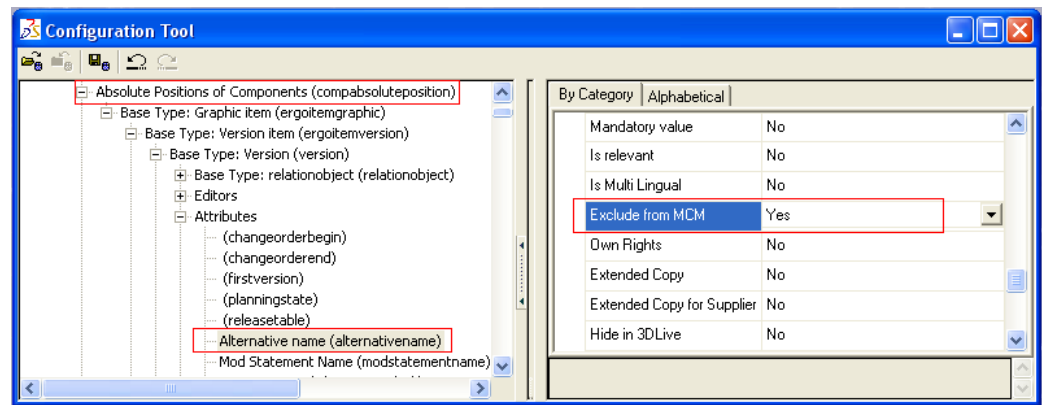 Configuration Tool
Absolute Positions of Components (compabsoluteposition)
Base Type: Graphic item (ergoitemgraphic)
Base Type: Version item (ergoitemversion)
Base Type: Version (version)
Base Type: relationobject (relationobject)
Editors
Attributes
(changeorderbegin)
(changeorderend)
(firstversion)
(planningstate)
(releasetable)
Alternative name (alternativename)
Mod Statement Name (modstatementname)
By Category Alphabetical
Mandatory value No
Is relevant No
Is Multi Lingual No
Exclude from MCM Yes
Own Rights No
Extended Copy No
Extended Copy for Supplier No
Hide in 3DLive No